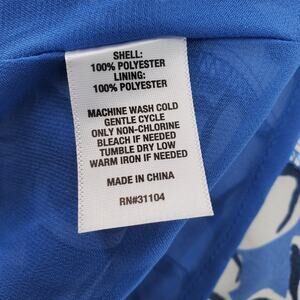 SHELL:
100% POLYESTER
LINING:
100% POLYESTER
MACHINE WASH COLD
GENTLE CYCLE
ONLY NON-CHLORINE
BLEACH IF NEEDED
TUMBLE DRY LOW
WARM IRON IF NEEDED
MADE IN CHINA
RN#31104